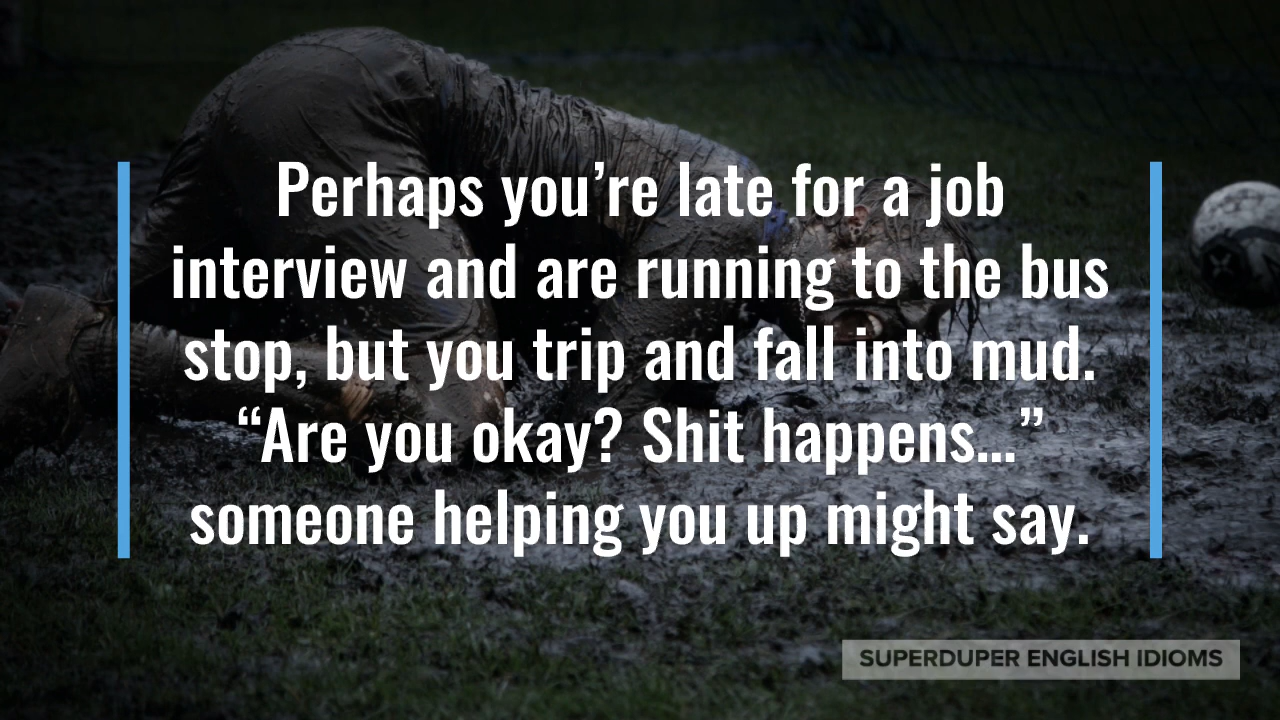 Perhaps you’re late for a job
interview and are running to the bus
stop, but you trip and fall into mud.
“Are you okay? Shit happens...”
someone helping you up might say.
SUPERDUPER ENGLISH IDIOMS